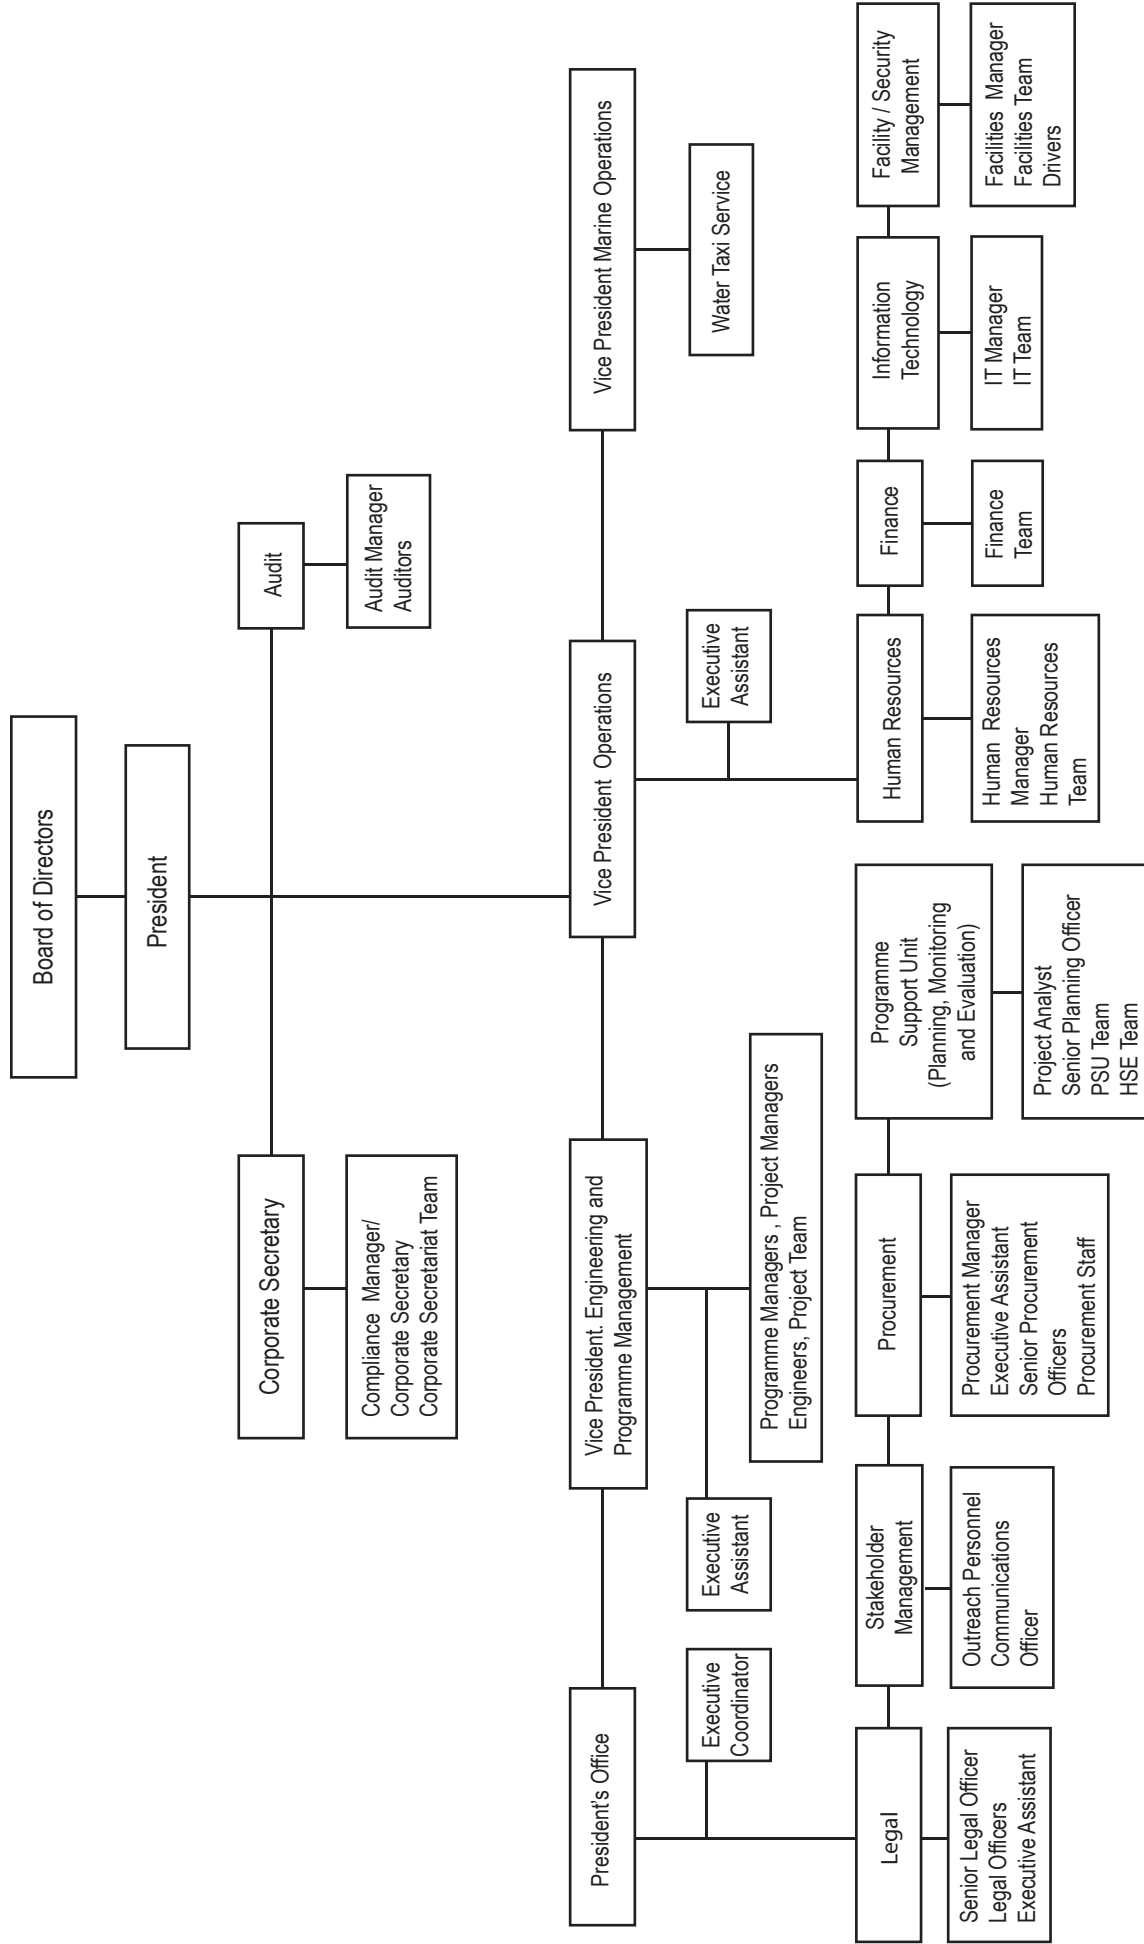 Board of Directors
President
Corporate Secretary
Compliance Manager/
Corporate Secretary
Corporate Secretariat Team
Audit
Audit Manager
Auditors
President's Office
Executive
Coordinator
Vice President. Engineering and
Programme Management
Executive
Assistant
Programme Managers , Project Managers
Engineers, Project Team
Vice President Operations
Executive
Assistant
Vice President Marine Operations
Water Taxi Service
Legal
Senior Legal Officer
Legal Officers
Executive Assistant
Stakeholder
Management
Outreach Personnel
Communications
Officer
Procurement
Procurement Manager
Executive Assistant
Senior Procurement
Officers
Procurement Staff
Programme
Support Unit
(Planning, Monitoring
and Evaluation)
Project Analyst
Senior Planning Officer
PSU Team
HSE Team
Human Resources
Human Resources
Manager
Human Resources
Team
Finance
Finance
Team
Information
Technology
IT Manager
IT Team
Facility / Security
Management
Facilities Manager
Facilities Team
Drivers